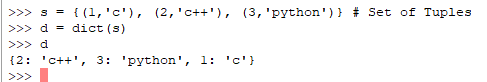 >>> s = {(1,'c'), (2,'c++'), (3,'python')} # Set of Tuples
>>> d = dict(s)
>>> d
{2: 'c++', 3: 'python', 1: 'c'}
>>>